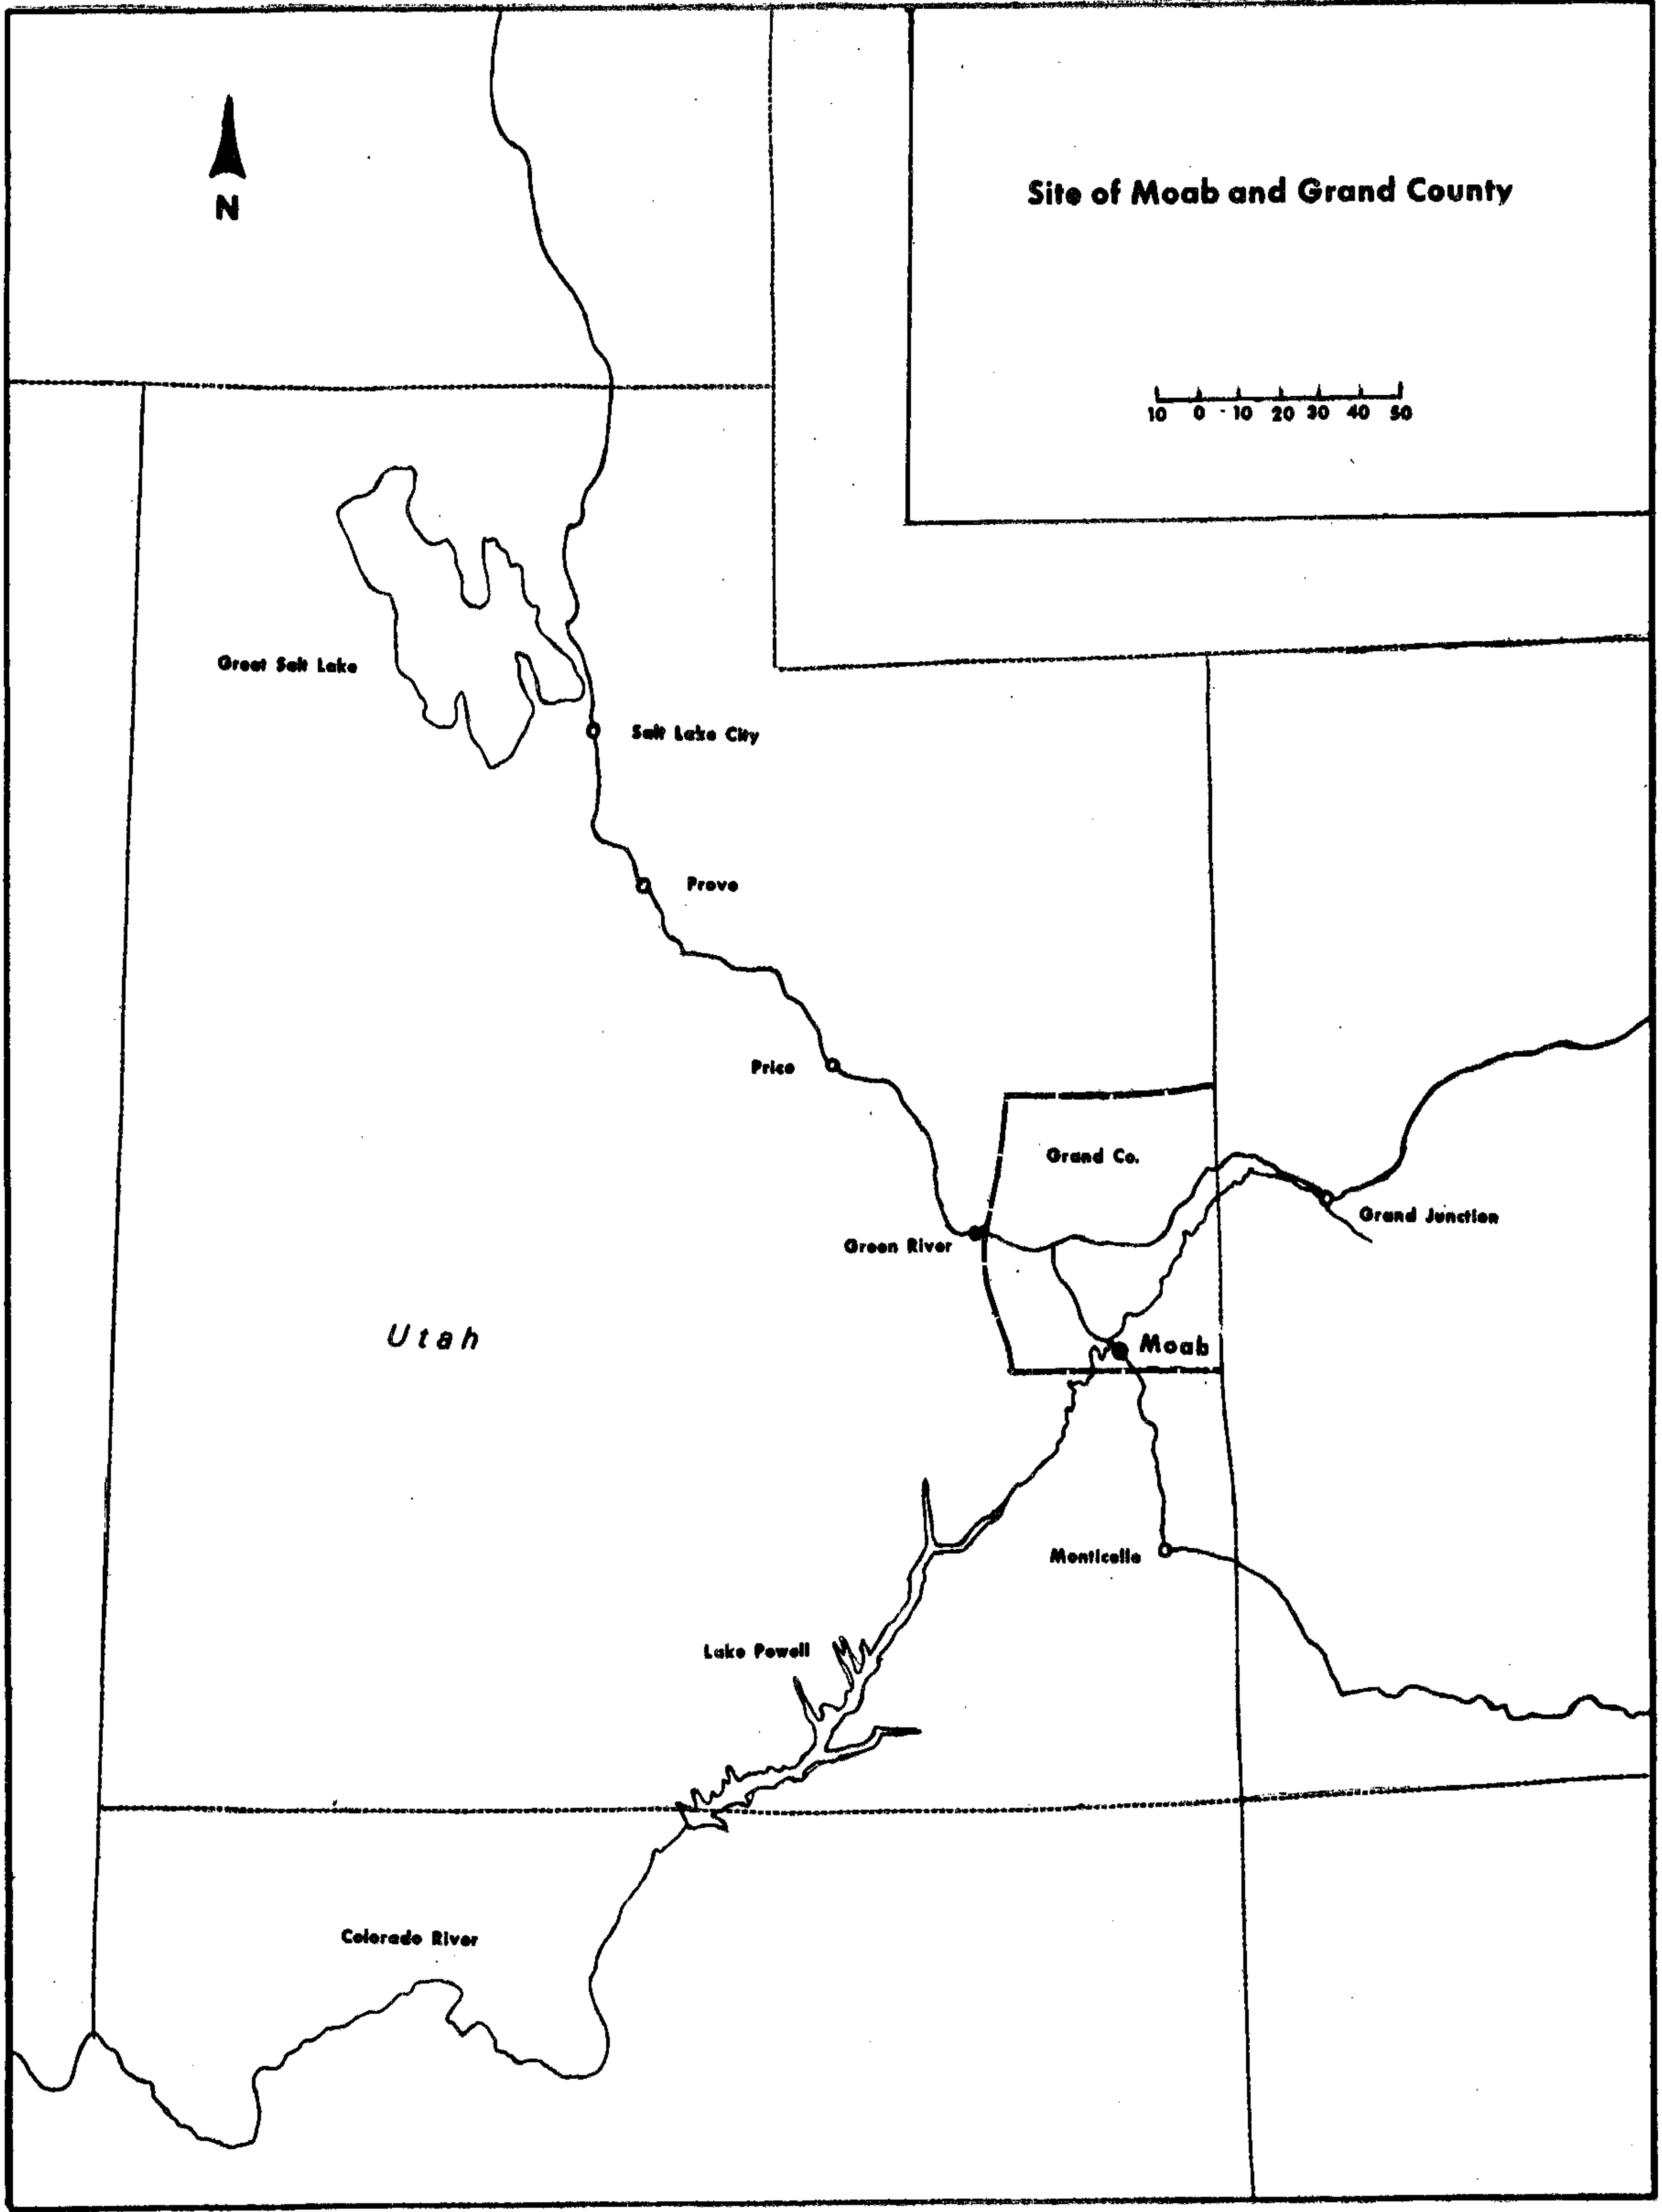 Site of Moab and Grand County
N
10 0 10 20 30 40 50
Great Salt Lake
Salt Lake City
Provo
Price
Grand Co.
Grand Junction
Green River
Utah
Moab
Monticello
Lake Powell
Colorado River